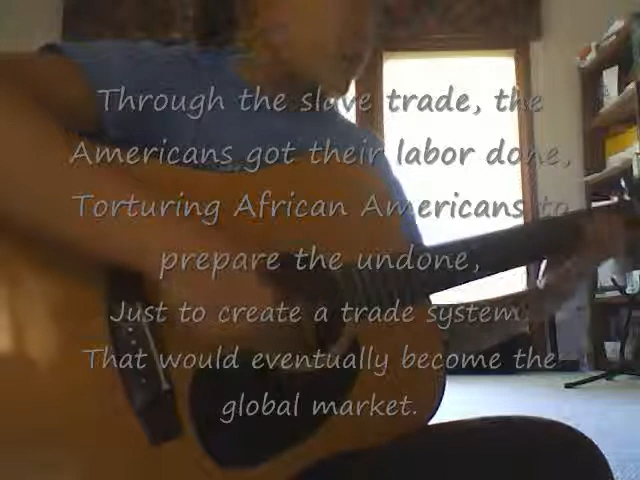 Through the slave trade, the
Americans got their labor done,
Torturing African Americans to
prepare the undone,
Just to create a trade system
That would eventually become the
global market.